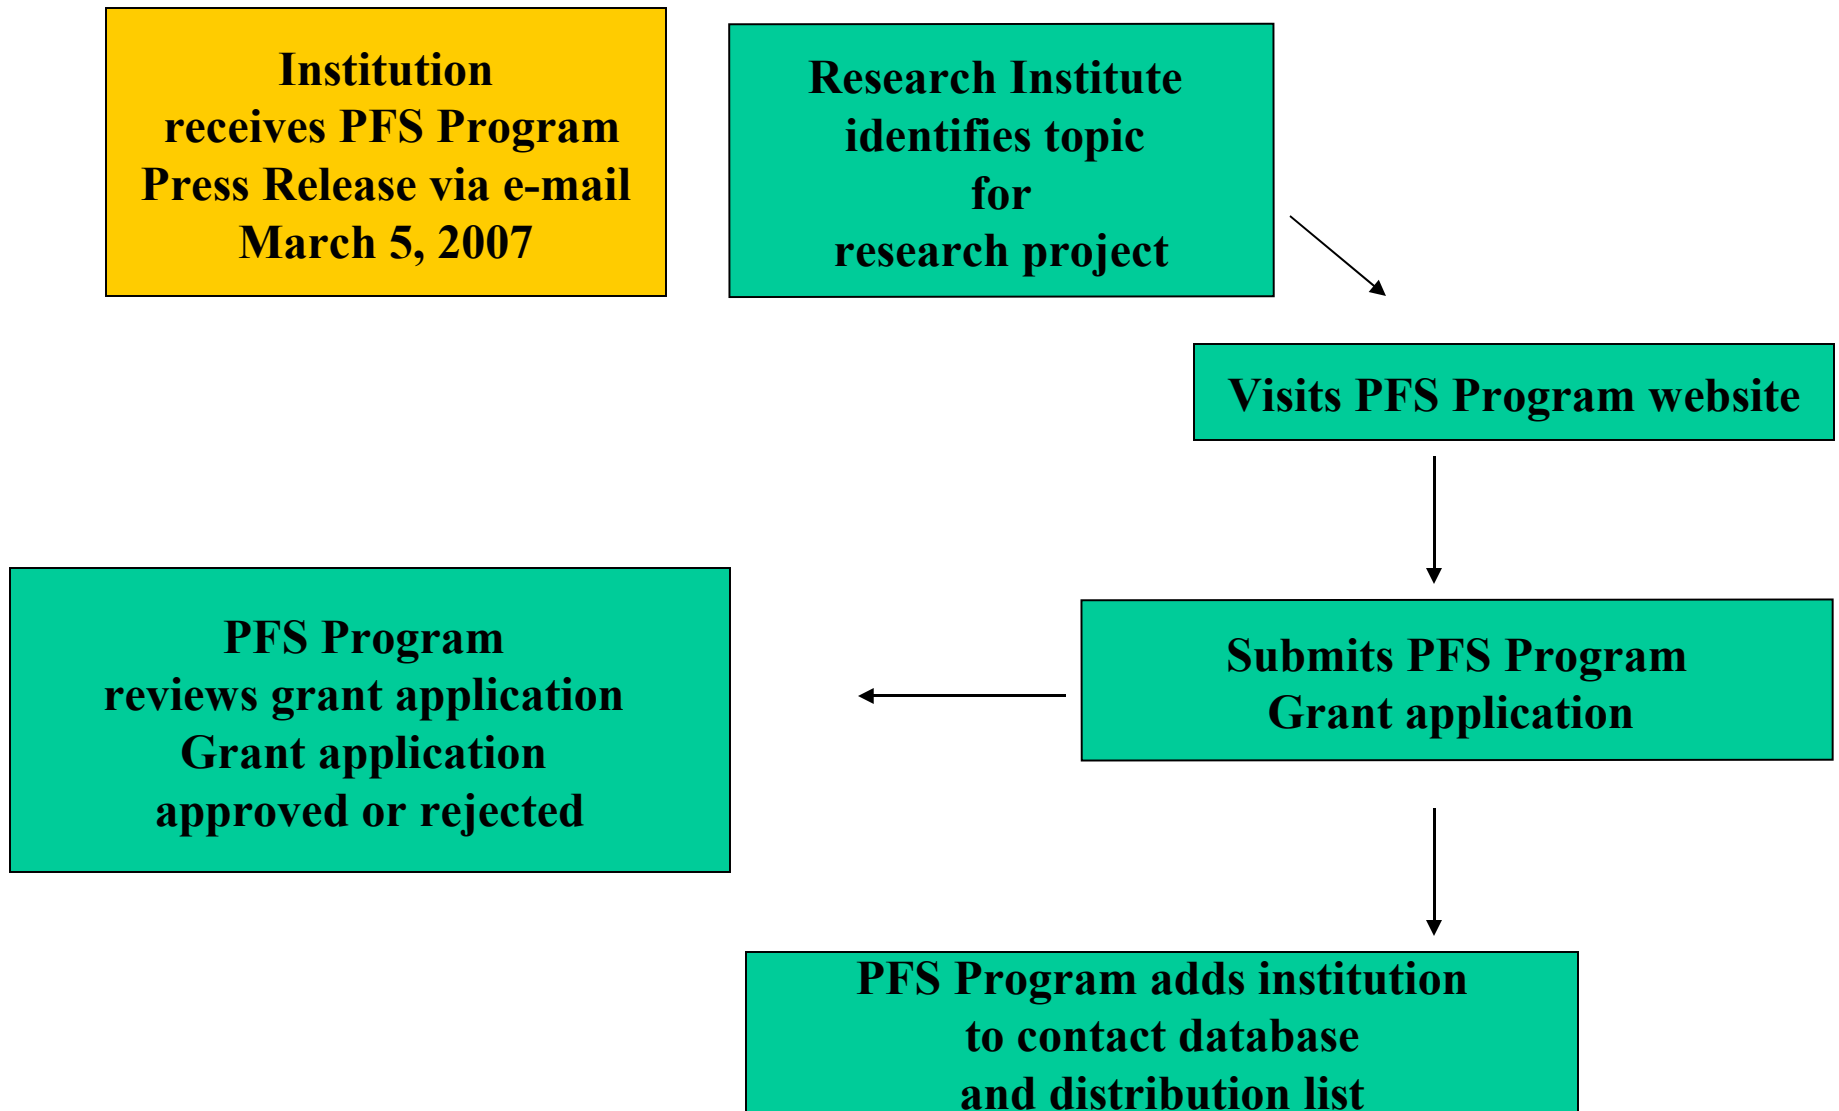 Institution
receives PFS Program
Press Release via e-mail
March 5, 2007
Research Institute
identifies topic
for
research project
Visits PFS Program website
Submits PFS Program
Grant application
PFS Program
reviews grant application
Grant application
approved or rejected
PFS Program adds institution
to contact database
and distribution list